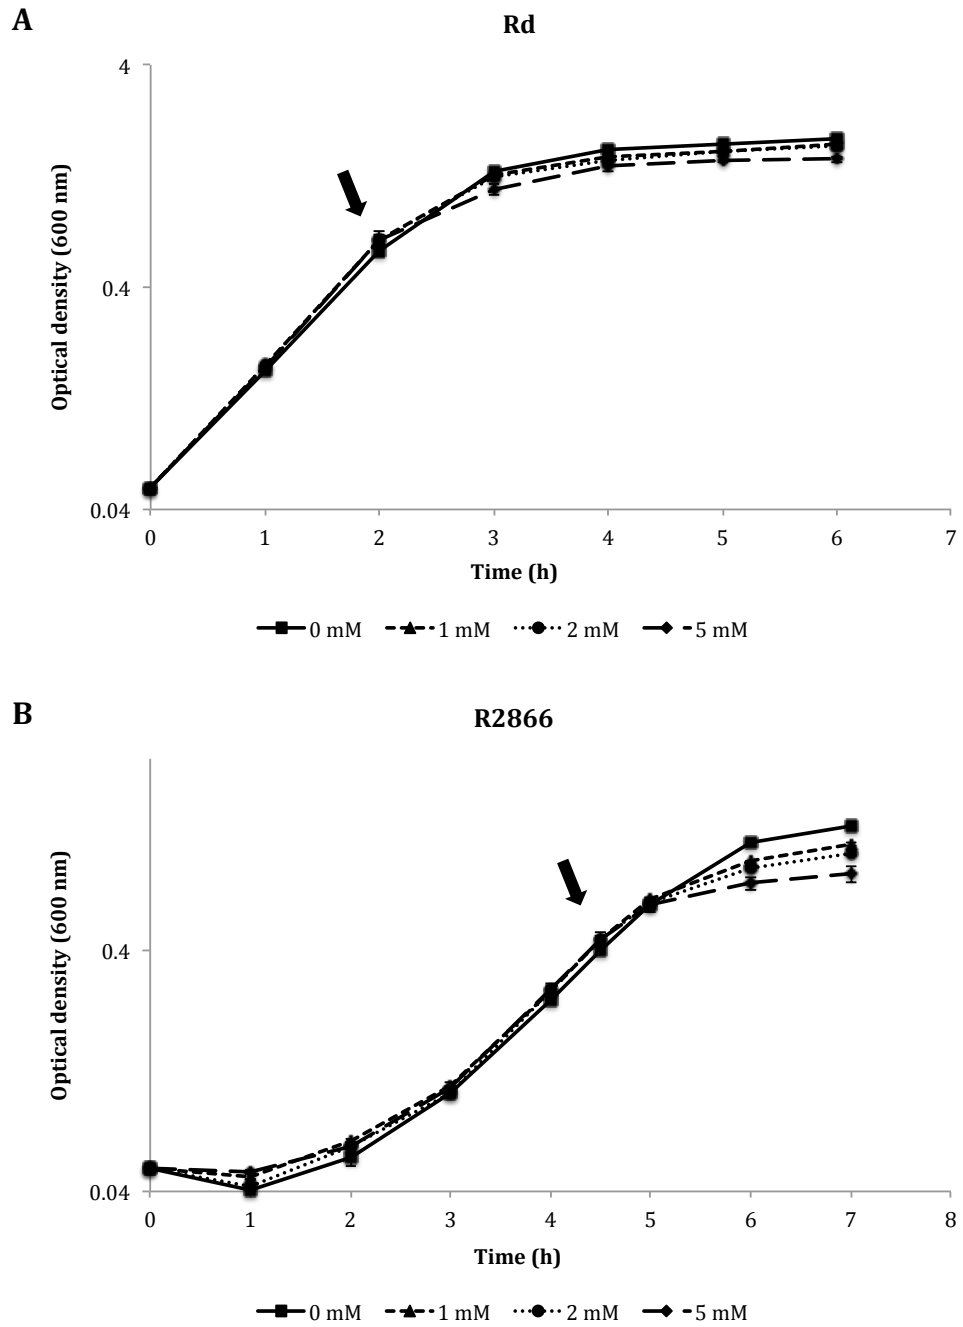 A
Rd
4
0.4
0.04
Optical density (600 nm)
0 1 2 3 4 5 6 7
Time (h)
0 mM 1 mM 2 mM 5 mM
B
R2866
0.4
0.04
Optical density (600 nm)
0 1 2 3 4 5 6 7 8
Time (h)
0 mM 1 mM 2 mM 5 mM